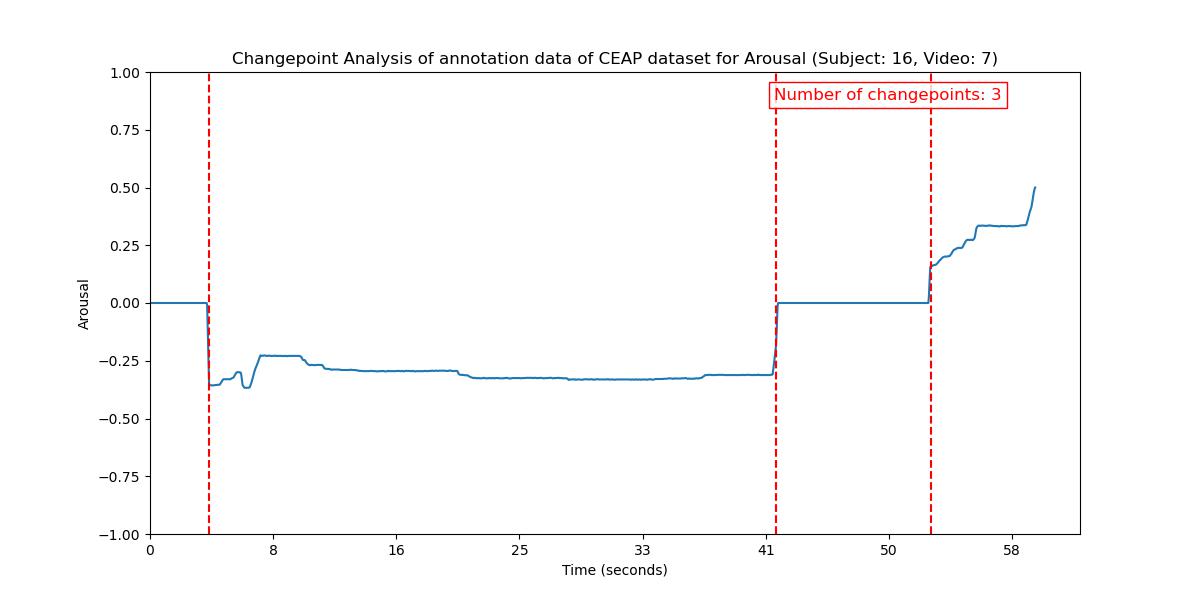 Changepoint Analysis of annotation data of CEAP dataset for Arousal (Subject: 16, Video: 7)
Number of changepoints: 3
1.00
0.75
0.50
0.25
0.00
−0.25
−0.50
−0.75
−1.00
Arousal
0 8 16 25 33 41 50 58
Time (seconds)